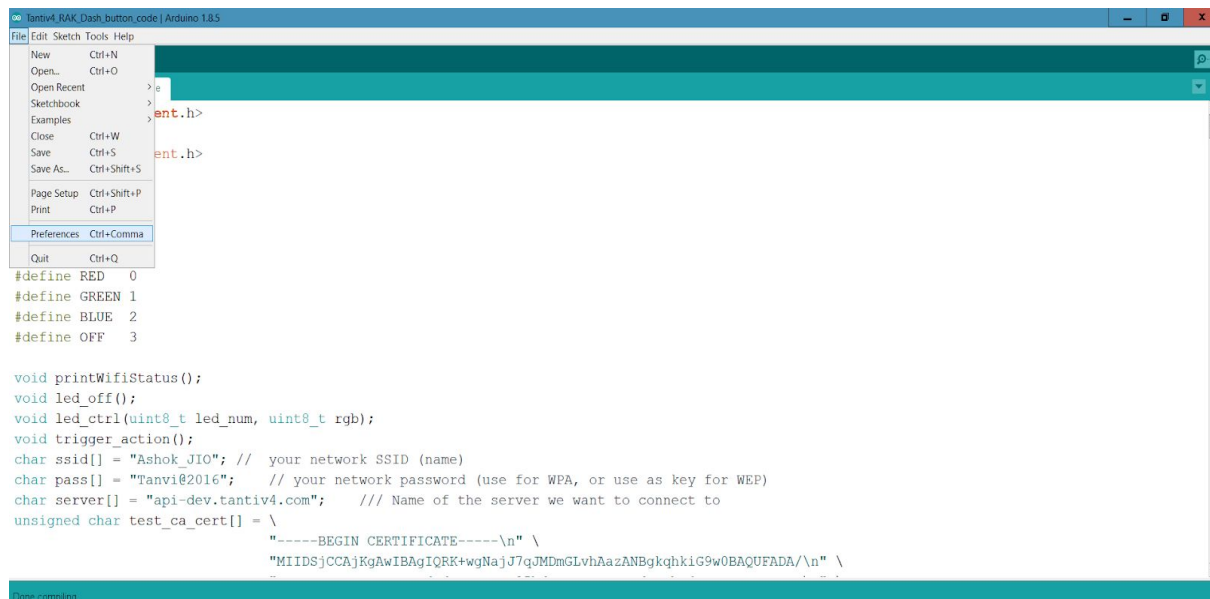 Tantiv4_RAK_Dash_button_code | Arduino 1.8.5
File Edit Sketch Tools Help
New Ctrl+N
Open... Ctrl+O
Open Recent
Sketchbook
Examples
Close Ctrl+W
Save Ctrl+S
Save As... Ctrl+Shift+S
Page Setup Ctrl+Shift+P
Print Ctrl+P
Preferences Ctrl+Comma
Quit Ctrl+Q
e
ent.h>
ent.h>
#define RED 0
#define GREEN 1
#define BLUE 2
#define OFF 3
void printWifiStatus();
void led_off();
void led_ctrl(uint8_t led_num, uint8_t rgb);
void trigger_action();
char ssid[] = "Ashok_JIO"; // your network SSID (name)
char pass[] = "Tanvi@2016"; // your network password (use for WPA, or use as key for WEP)
char server[] = "api-dev.tantiv4.com"; /// Name of the server we want to connect to
unsigned char test_ca_cert[] = \
"-----BEGIN CERTIFICATE-----\n" \
"MIIDSjCCAjKgAwIBAgIQRK+wgNajJ7qJMDmGLvhAazANBgkqhkiG9w0BAQUFADA/\n" \
Done compiling